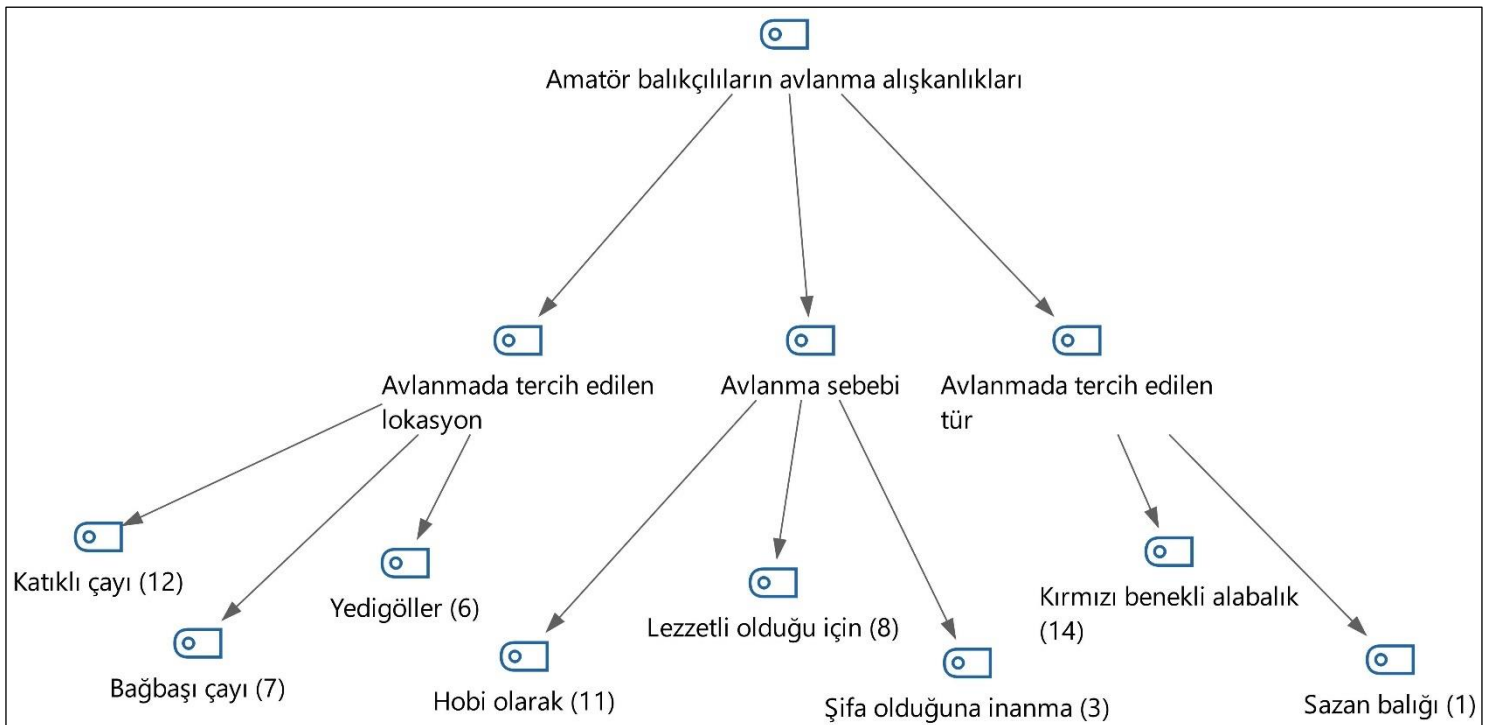 Amatör balıkçılıların avlanma alışkanlıkları
Avlanmada tercih edilen
lokasyon
Avlanma sebebi
Avlanmada tercih edilen
tür
Katıklı çayı (12)
Bağbaşı çayı (7)
Yedigöller (6)
Hobi olarak (11)
Lezzetli olduğu için (8)
Şifa olduğuna inanma (3)
Kırmızı benekli alabalık
(14)
Sazan balığı (1)